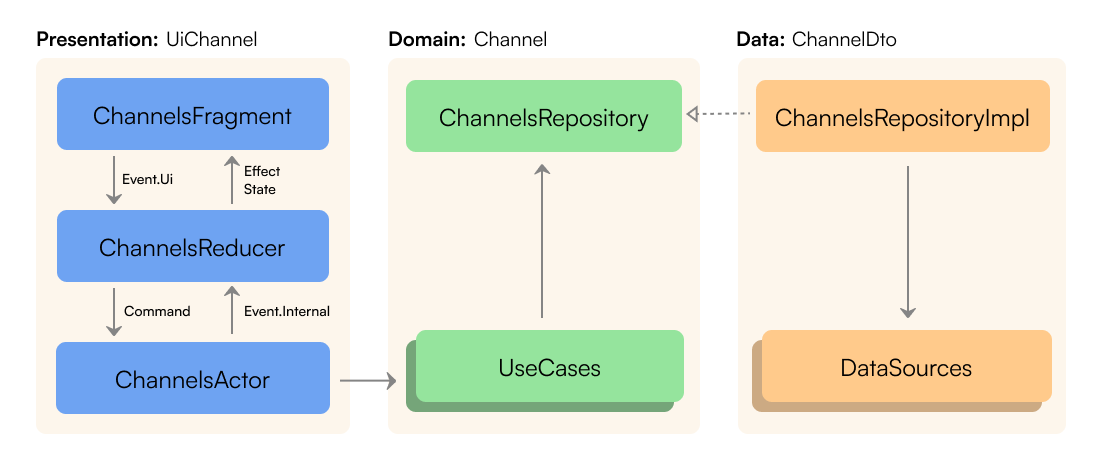 Presentation: UiChannel
ChannelsFragment
Event.Ui
Effect
State
ChannelsReducer
Command
Event.Internal
ChannelsActor
Domain: Channel
ChannelsRepository
UseCases
Data: ChannelDto
ChannelsRepositoryImpl
DataSources